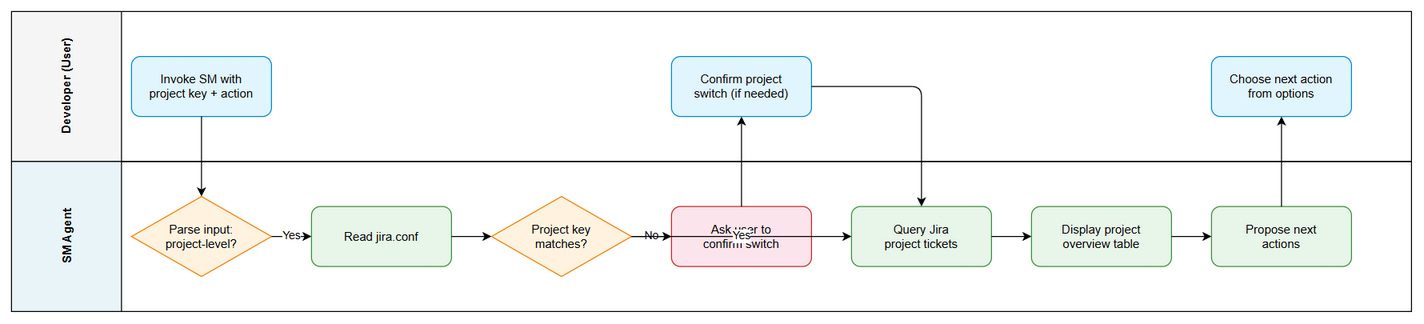 Developer (User)
Invoke SM with
project key + action
Confirm project
switch (if needed)
Choose next action
from options
SM Agent
Parse input:
project-level?
Yes
Read jira.conf
Project key
matches?
No
Ask user to
confirm switch
Yes
Query Jira
project tickets
Display project
overview table
Propose next
actions